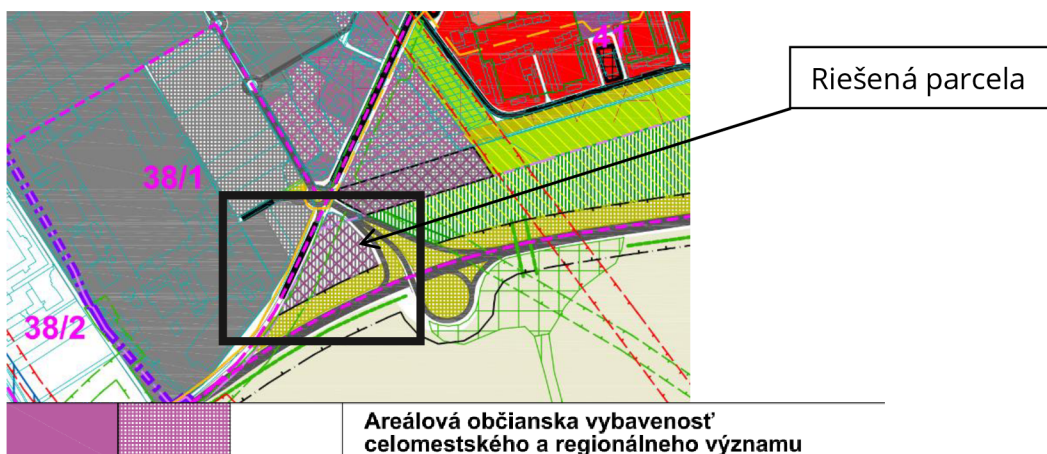 Riešená parcela
38/1
38/2
Areálová občianska vybavenosť
celomestského a regionálneho významu